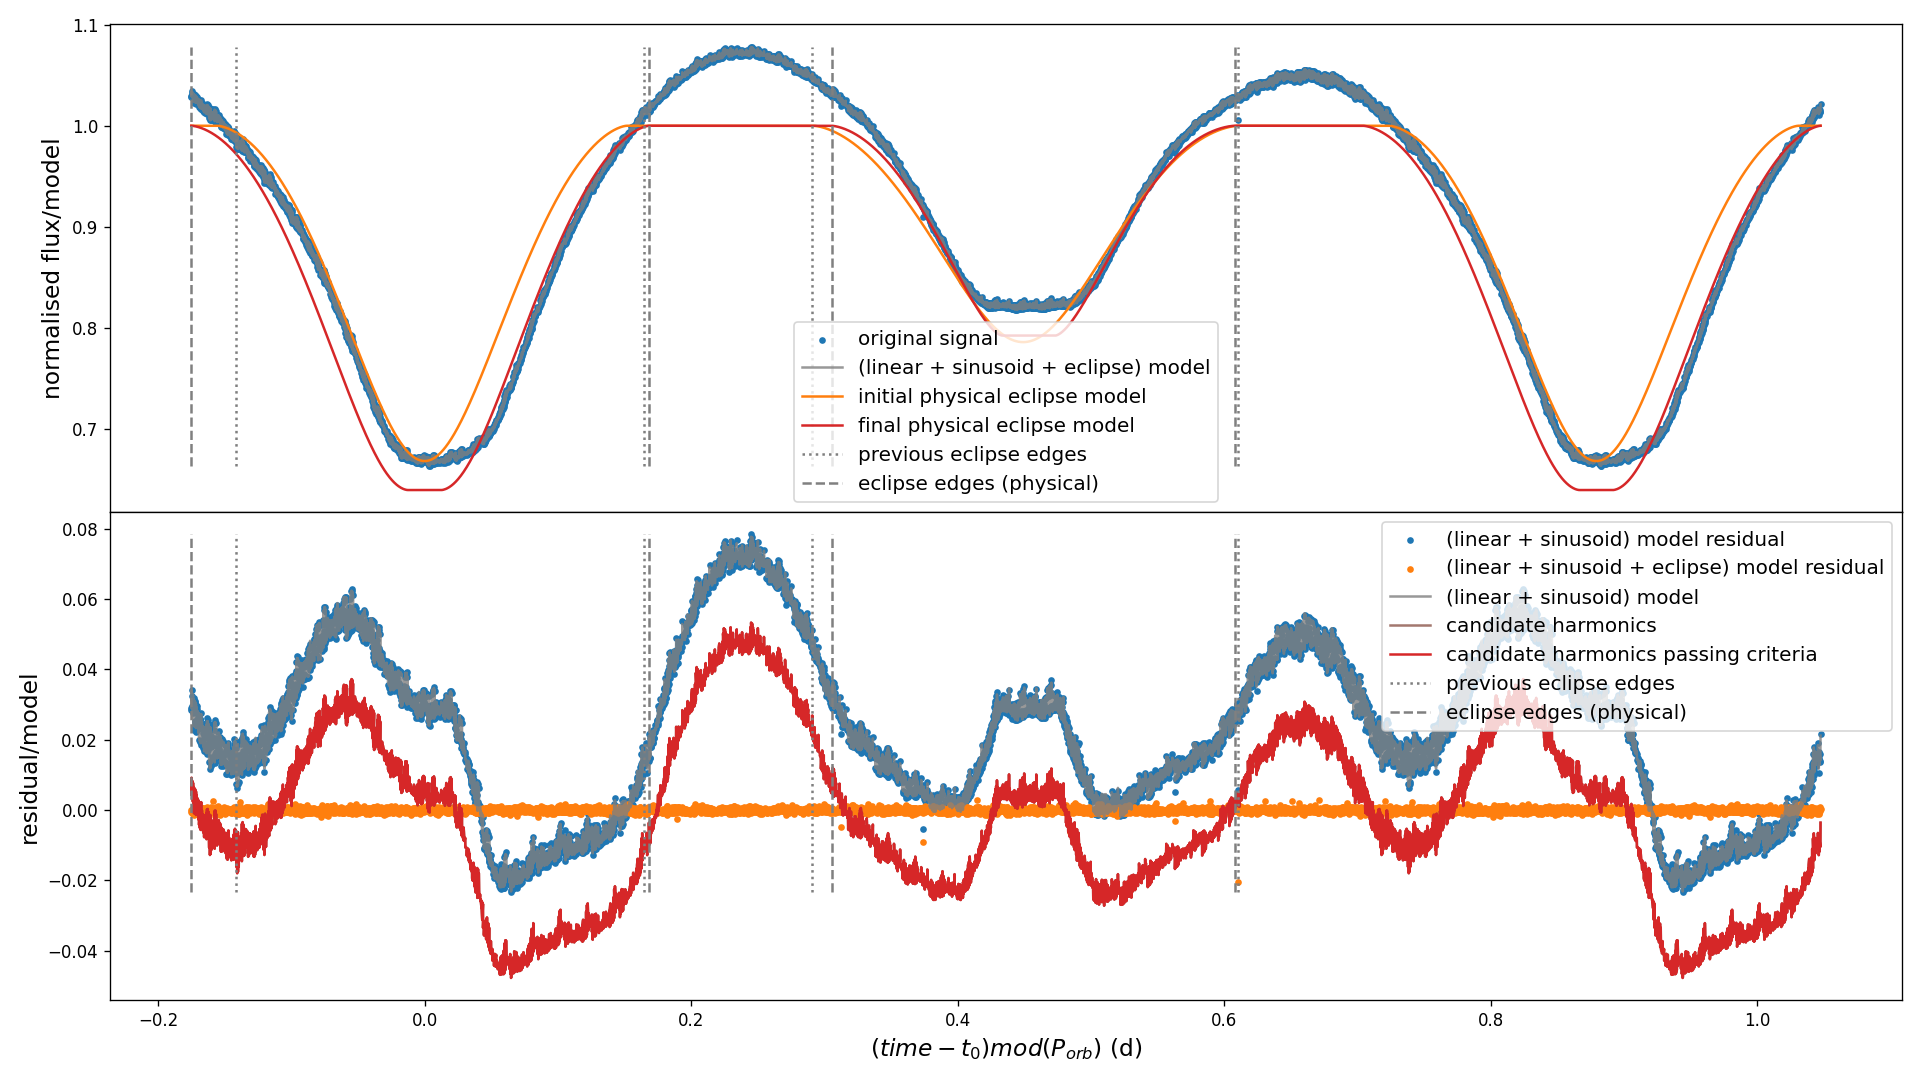 1.1
1.0
0.9
0.8
0.7
normalised flux/model
original signal
(linear + sinusoid + eclipse) model
initial physical eclipse model
final physical eclipse model
previous eclipse edges
eclipse edges (physical)
0.08
0.06
0.04
0.02
0.00
−0.02
−0.04
residual/model
(linear + sinusoid) model residual
(linear + sinusoid + eclipse) model residual
(linear + sinusoid) model
candidate harmonics
candidate harmonics passing criteria
previous eclipse edges
eclipse edges (physical)
−0.2 0.0 0.2 0.4 0.6 0.8 1.0
(time − t₀)mod(P_orb) (d)